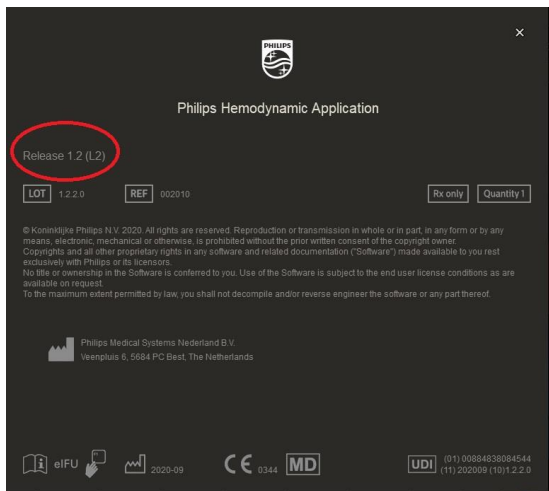 PHILIPS
Philips Hemodynamic Application
Release 1.2 (L2)
LOT 1.2.2.0 REF 002010 Rx only Quantity 1
© Koninklijke Philips N.V. 2020. All rights are reserved. Reproduction or transmission in whole or in part, in any form or by any
means, electronic, mechanical or otherwise, is prohibited without the prior written consent of the copyright owner.
Copyrights and all other proprietary rights in any software and related documentation ("Software") made available to you rest
exclusively with Philips or its licensors.
No title or ownership in the Software is conferred to you. Use of the Software is subject to the end user license conditions as are
available on request.
To the maximum extent permitted by law, you shall not decompile and/or reverse engineer the software or any part thereof.
Philips Medical Systems Nederland B.V.
Veenpluis 6, 5684 PC Best, The Netherlands
eIFU 2020-09 CE 0344 MD UDI (01) 00884838084544
(11) 202009 (10)1.2.2.0